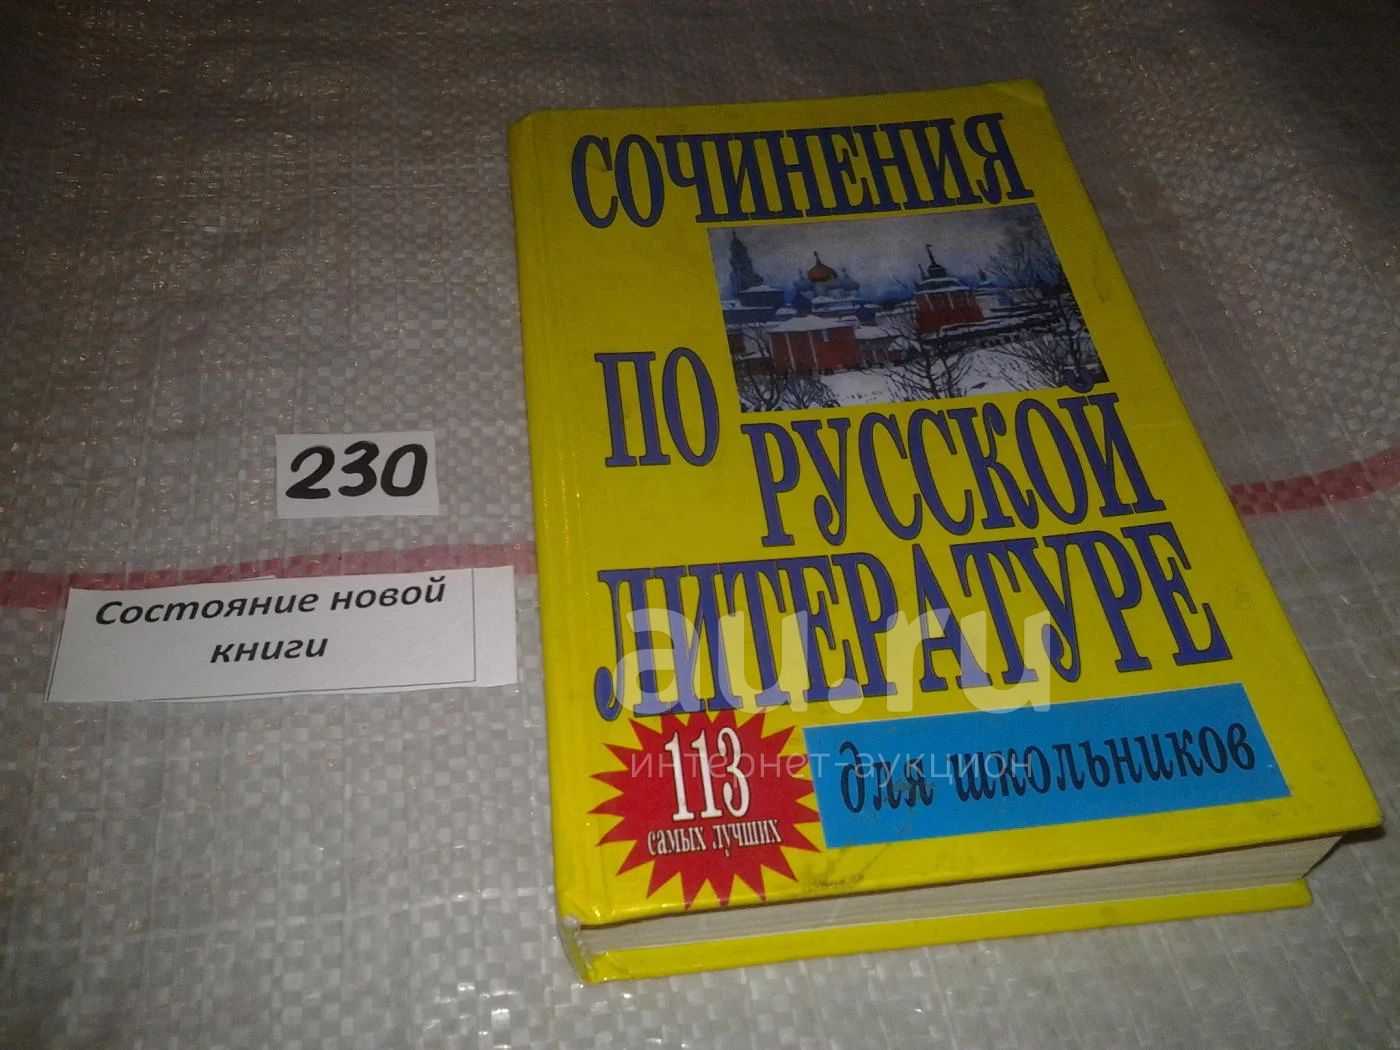 СОЧИНЕНИЯ
ПО
РУССКОЙ
ЛИТЕРАТУРЕ
113
самых лучших
для школьников
230
Состояние новой
книги
au.ru
интернет-аукцион